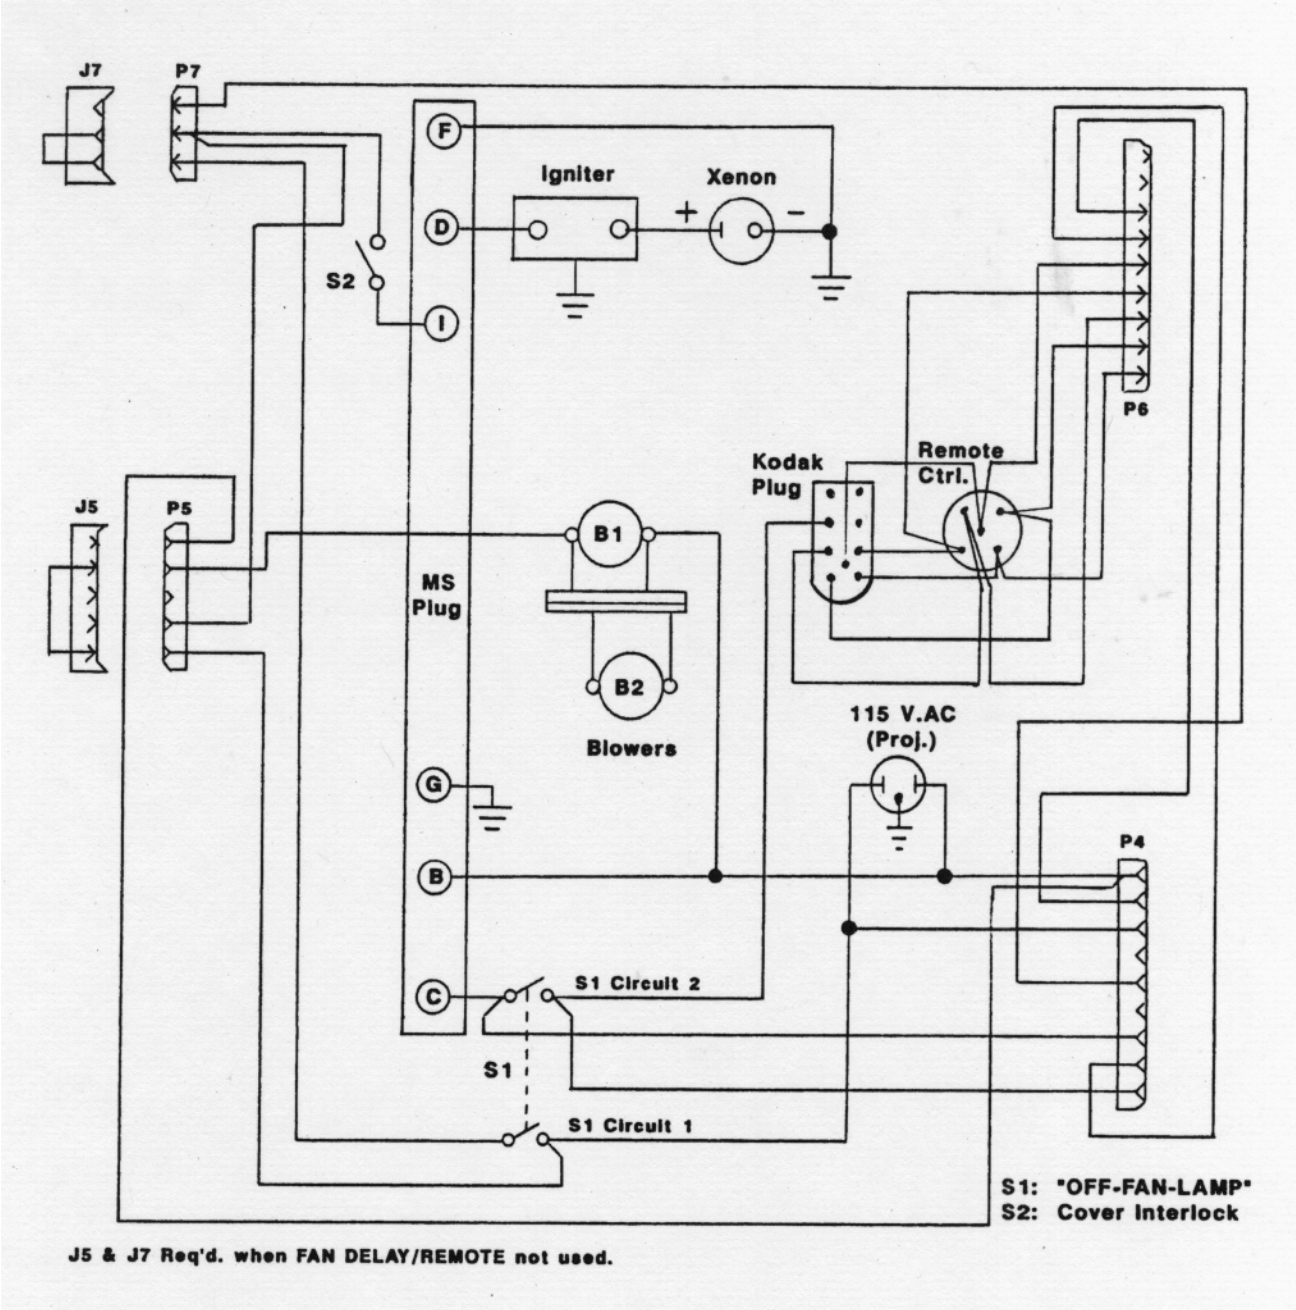 J7
P7
F
Igniter
Xenon
+
-
D
S2
I
P6
Remote
Ctrl.
Kodak
Plug
J5
P5
B1
MS
Plug
B2
Blowers
115 V.AC
(Proj.)
G
P4
B
C
S1 Circuit 2
S1
S1 Circuit 1
S1: "OFF-FAN-LAMP"
S2: Cover Interlock
J5 & J7 Req'd. when FAN DELAY/REMOTE not used.